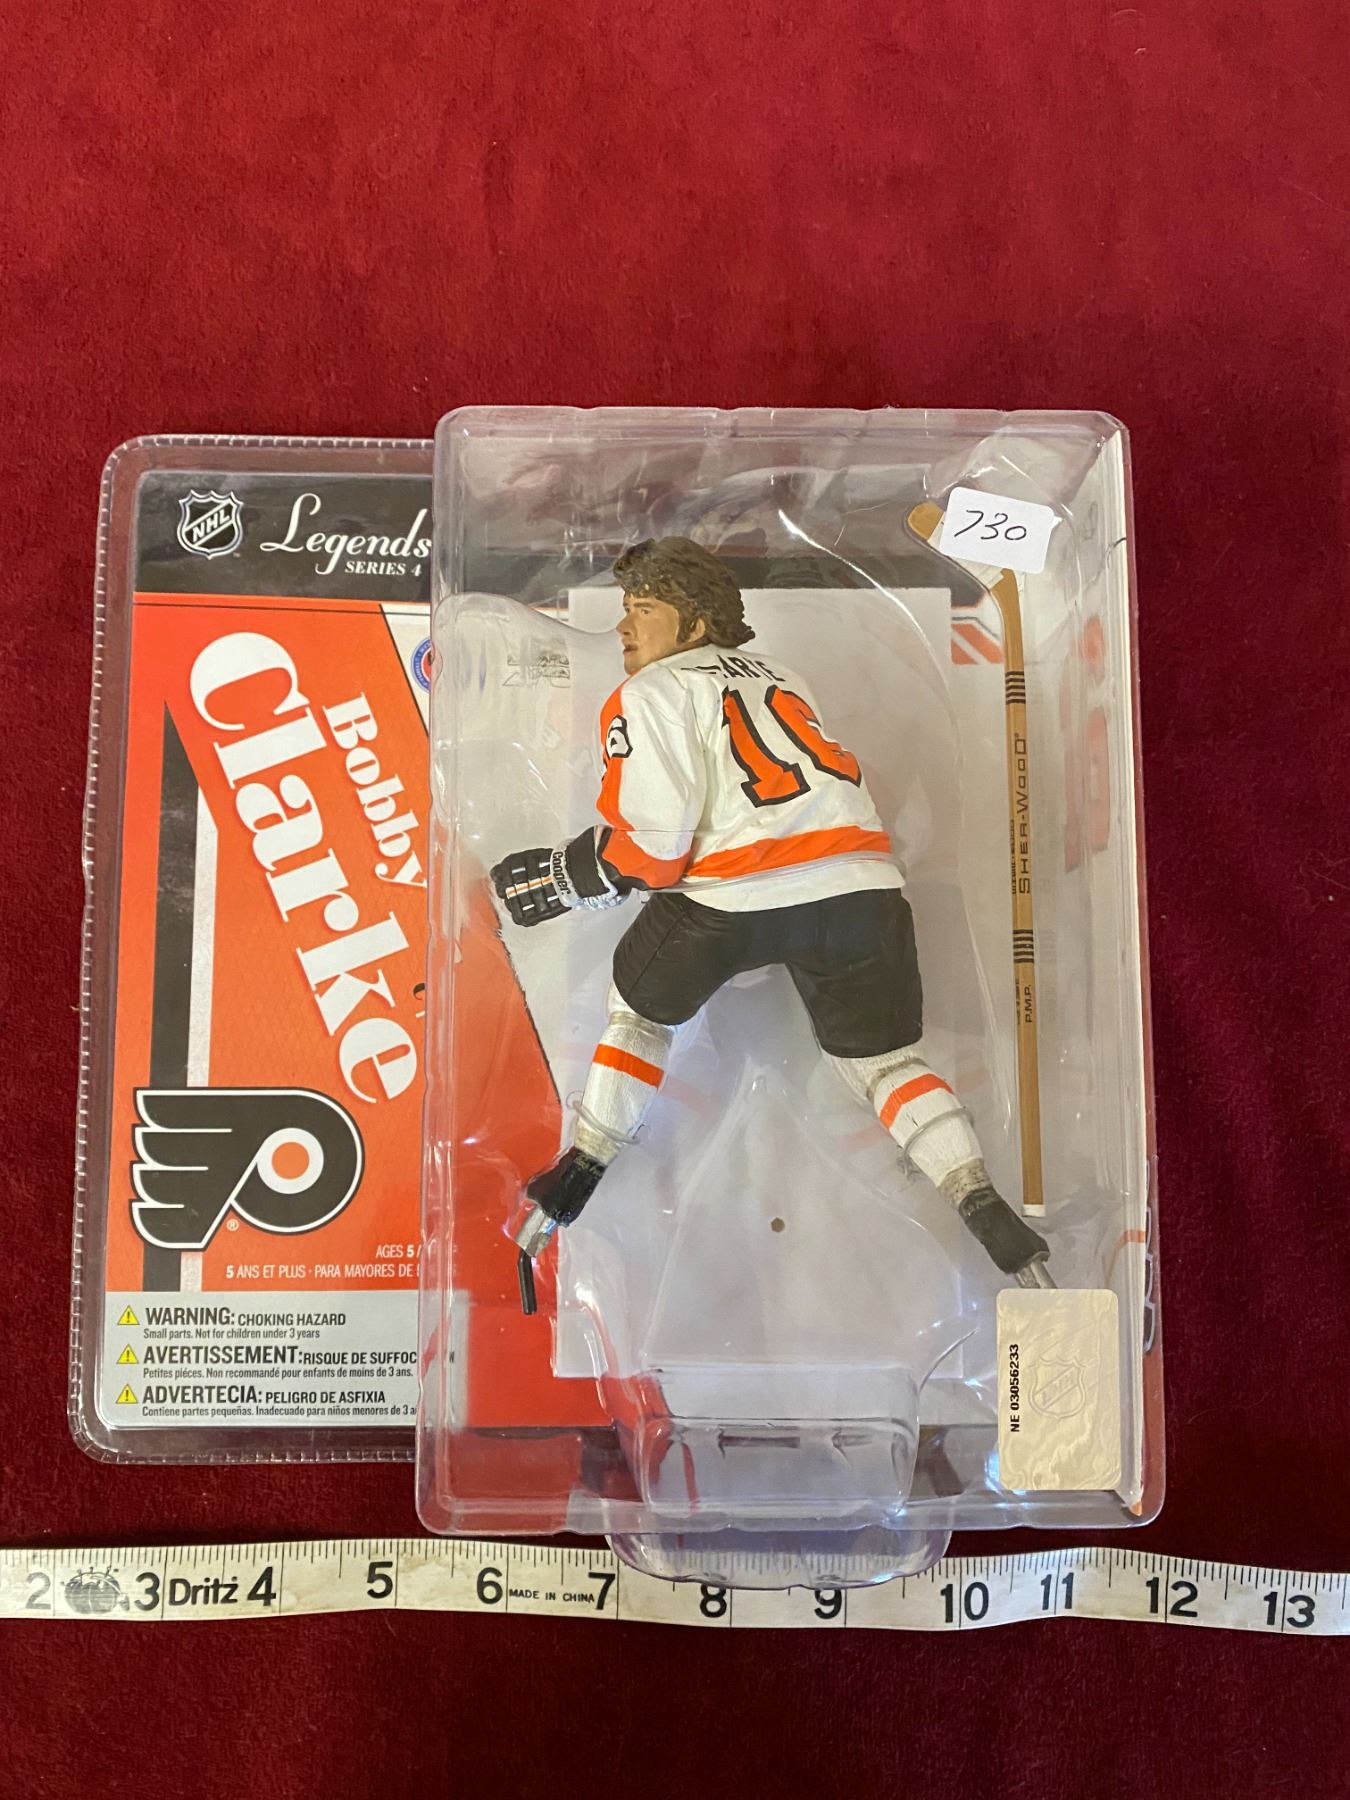 NHL
Legends
SERIES 4
730
Bobby
Clarke
16
SHER-WOOD
P.M.P.
Cooper
AGES 5
5 ANS ET PLUS · PARA MAYORES DE
WARNING: CHOKING HAZARD
Small parts. Not for children under 3 years
AVERTISSEMENT: RISQUE DE SUFFOC
Petites piéces. Non recommandé pour enfants de moins de 3 ans.
ADVERTECIA: PELIGRO DE ASFIXIA
Contiene partes pequeñas. Inadecuado para niños menores de 3
NE 03056233
2 3 Dritz 4 5 6 MADE IN CHINA 7 8 9 10 11 12 13